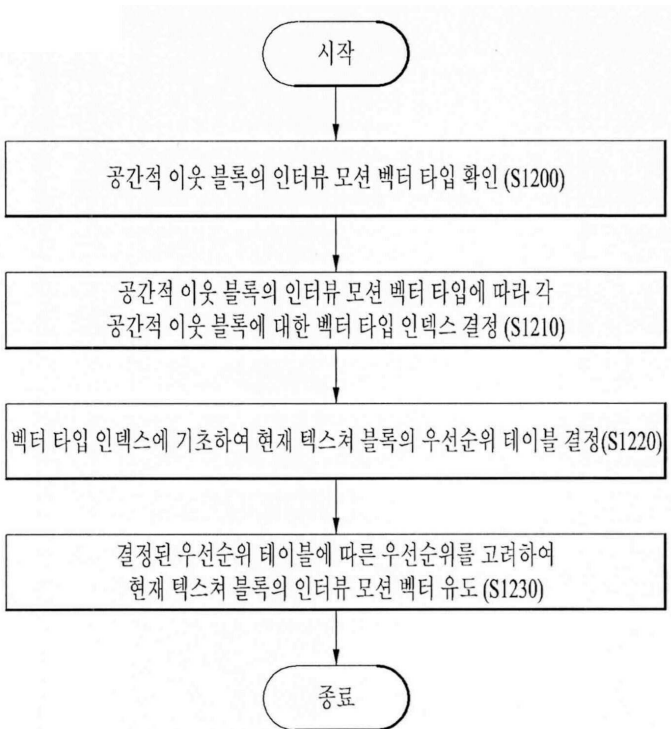 시작
공간적 이웃 블록의 인터뷰 모션 벡터 타입 확인 (S1200)
공간적 이웃 블록의 인터뷰 모션 벡터 타입에 따라 각
공간적 이웃 블록에 대한 벡터 타입 인덱스 결정 (S1210)
벡터 타입 인덱스에 기초하여 현재 텍스쳐 블록의 우선순위 테이블 결정(S1220)
결정된 우선순위 테이블에 따른 우선순위를 고려하여
현재 텍스쳐 블록의 인터뷰 모션 벡터 유도 (S1230)
종료